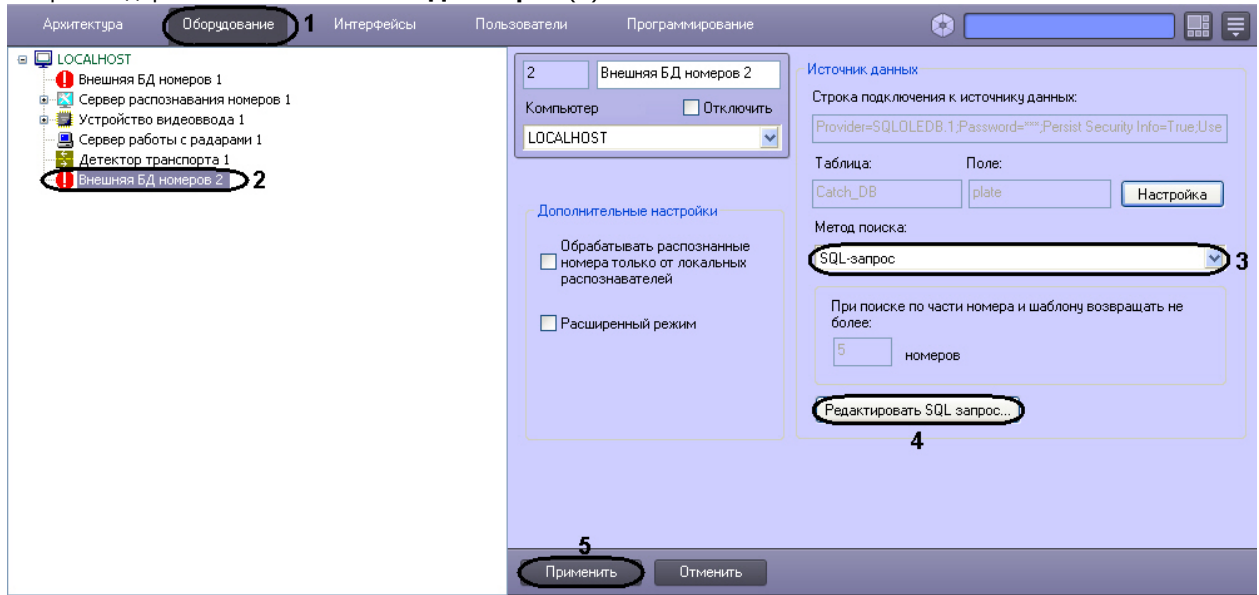 Архитектура Оборудование 1 Интерфейсы Пользователи Программирование
LOCALHOST
Внешняя БД номеров 1
Сервер распознавания номеров 1
Устройство видеоввода 1
Сервер работы с радарами 1
Детектор транспорта 1
Внешняя БД номеров 2 2
2 Внешняя БД номеров 2
Компьютер Отключить
LOCALHOST
Дополнительные настройки
Обрабатывать распознанные
номера только от локальных
распознавателей
Расширенный режим
Источник данных
Строка подключения к источнику данных:
Provider=SQLOLEDB.1;Password=***;Persist Security Info=True;Use
Таблица: Поле:
Catch_DB plate Настройка
Метод поиска:
SQL-запрос 3
При поиске по части номера и шаблону возвращать не
более:
5 номеров
Редактировать SQL запрос...
4
5
Применить Отменить